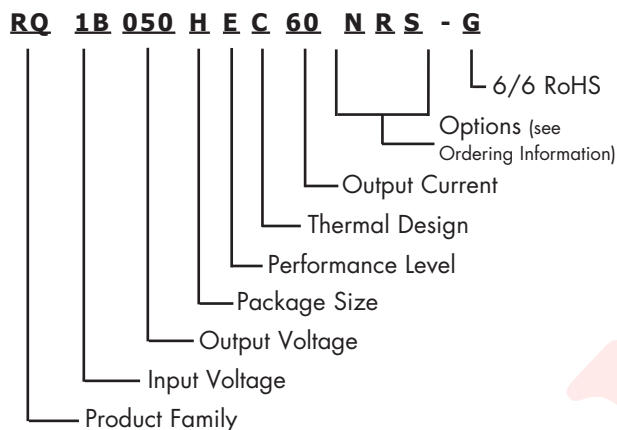 RQ 1B 050 H E C 60 N R S - G
6/6 RoHS
Options (see
Ordering Information)
Output Current
Thermal Design
Performance Level
Package Size
Output Voltage
Input Voltage
Product Family